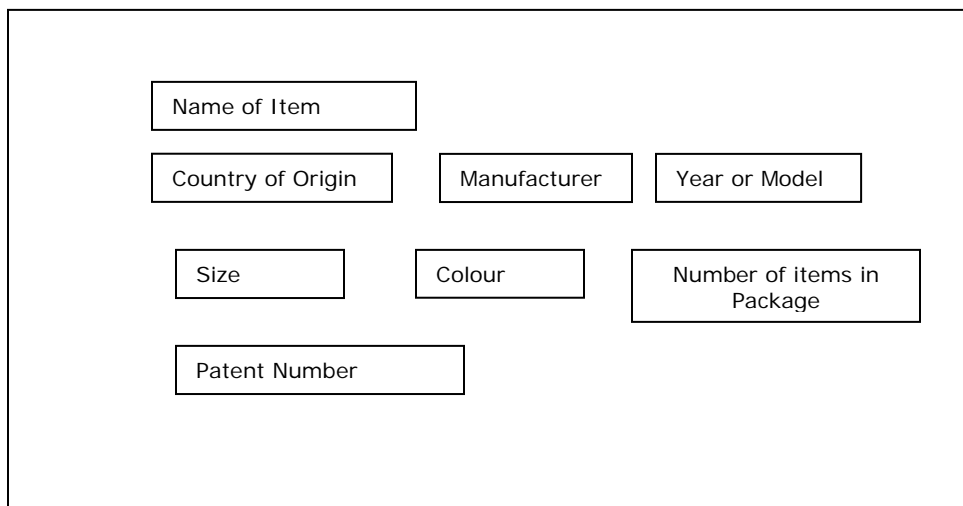 Name of Item
Country of Origin
Manufacturer
Year or Model
Size
Colour
Number of items in
Package
Patent Number